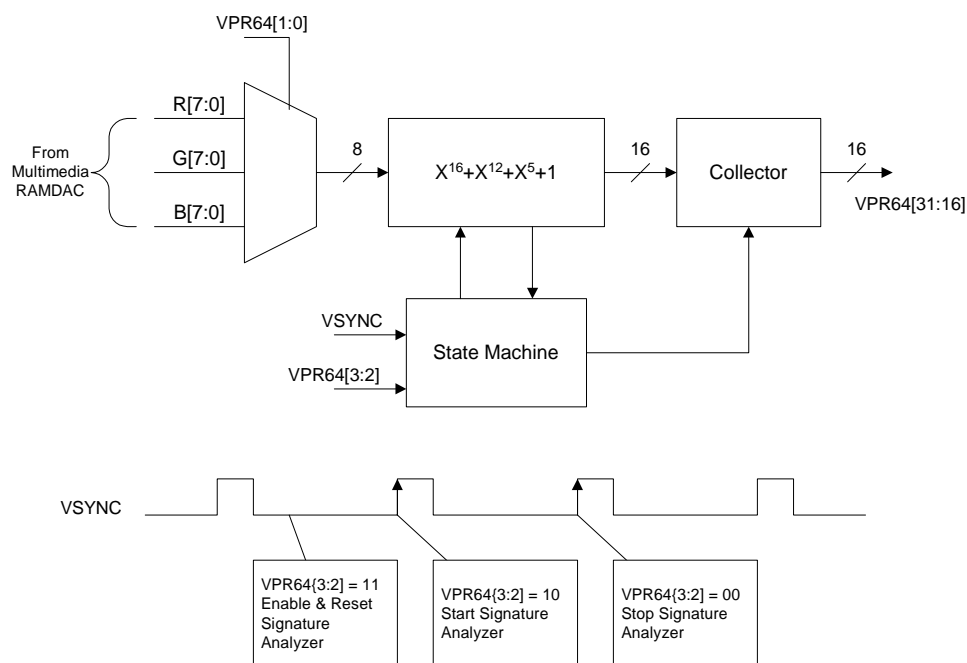 VPR64[1:0]
R[7:0]
From
Multimedia
RAMDAC
G[7:0]
B[7:0]
8
X16+X12+X5+1
16
Collector
16
VPR64[31:16]
VSYNC
VPR64[3:2]
State Machine
VSYNC
VPR64{3:2] = 11
Enable & Reset
Signature
Analyzer
VPR64{3:2] = 10
Start Signature
Analyzer
VPR64{3:2] = 00
Stop Signature
Analyzer